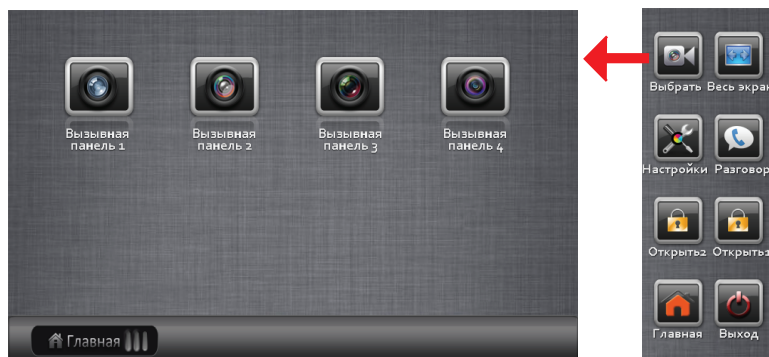 Вызывная
панель 1
Вызывная
панель 2
Вызывная
панель 3
Вызывная
панель 4
Главная
Выбрать Весь экран
Настройки Разговор
Открыть2 Открыть1
Главная Выход